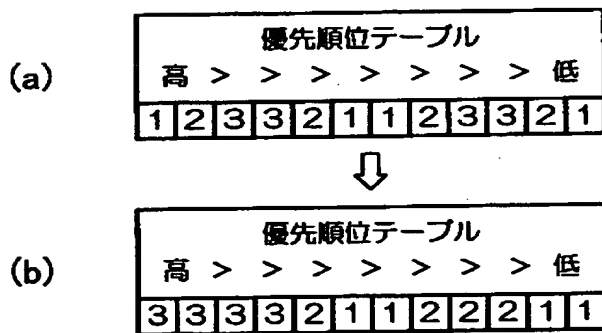 (a)
優先順位テーブル
高 > > > > > > > 低
1 2 3 3 2 1 1 2 3 3 2 1
⇩
(b)
優先順位テーブル
高 > > > > > > > 低
3 3 3 3 2 1 1 2 2 2 1 1